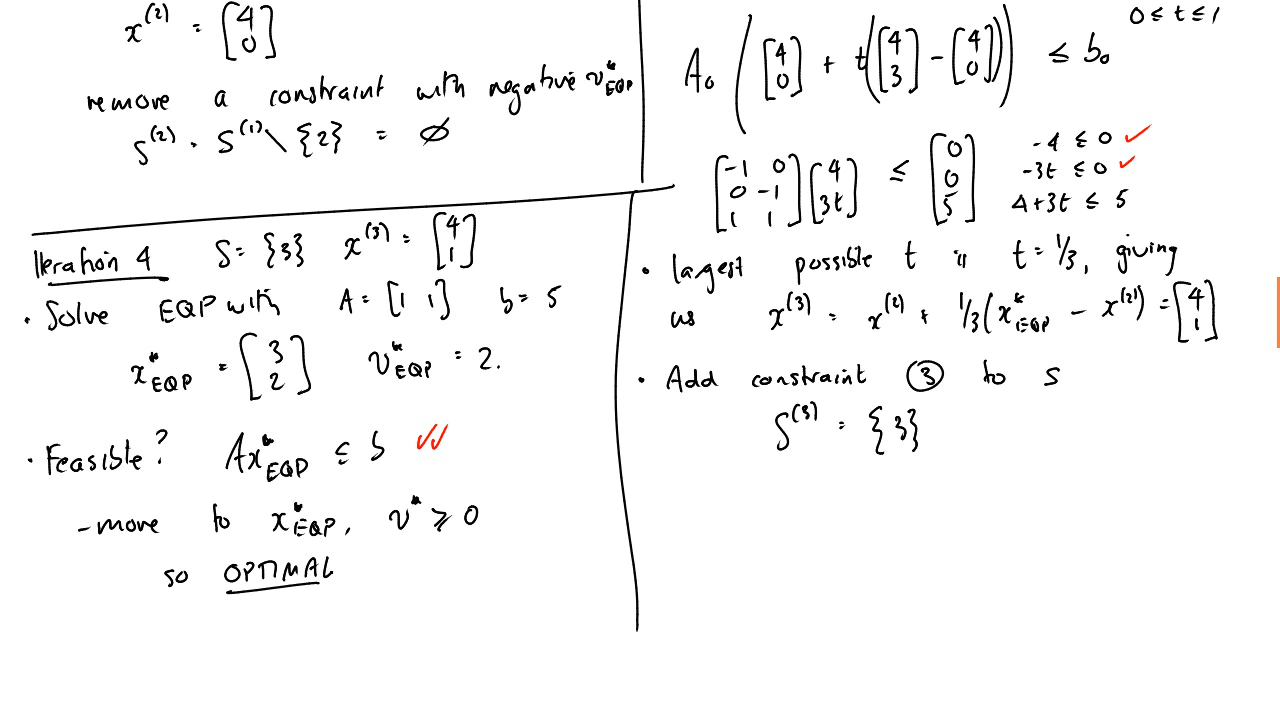 x^(2) = [4 0]
remove a constraint with negative ν*_EQP
S^(2) = S^(1) \ {2} = ∅
A_0 ([4 0] + t([4 3] - [4 0])) ≤ b_0 0 ≤ t ≤ 1
[-1 0; 0 -1; 1 1] [4 3t] ≤ [0 0 5]
-4 ≤ 0 ✓
-3t ≤ 0 ✓
4+3t ≤ 5
• largest possible t is t = 1/3, giving
us x^(3) = x^(2) + 1/3(x*_EQP - x^(2)) = [4 1]
• Add constraint ③ to S
S^(3) = {3}
Iteration 4 S = {3} x^(3) = [4 1]
• Solve EQP with A = [1 1] b = 5
x*_EQP = [3 2] ν*_EQP = 2.
• Feasible? Ax*_EQP ≤ b ✓✓
- move to x*_EQP, ν* ≥ 0
so OPTIMAL